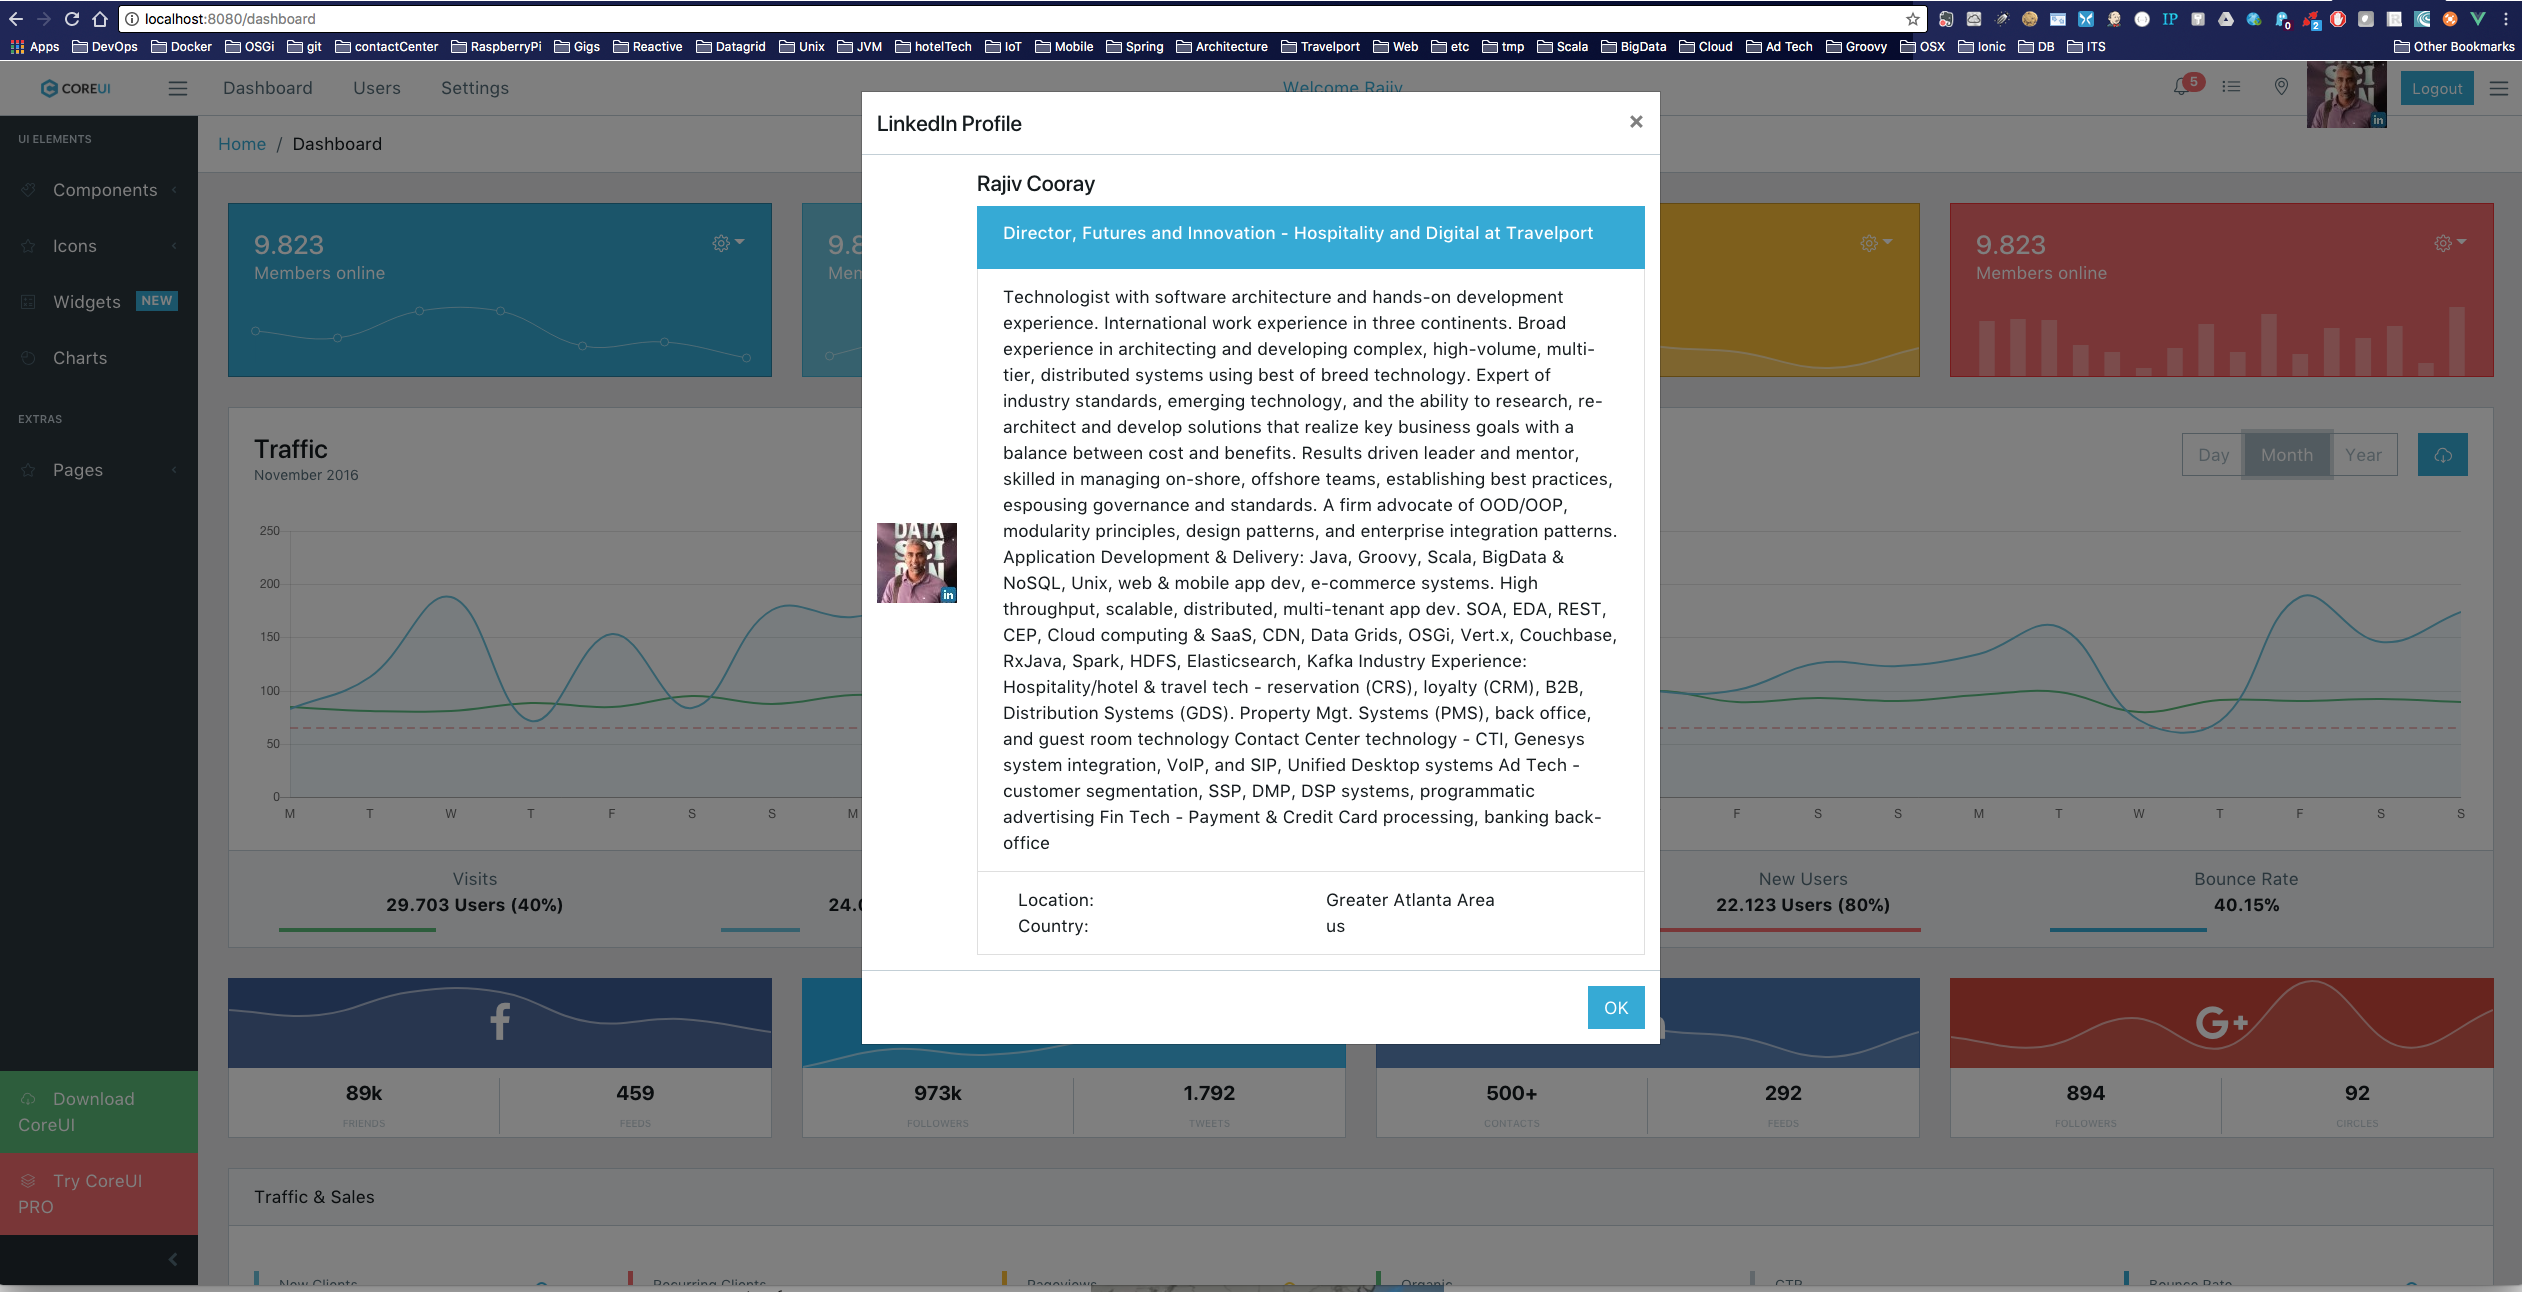 localhost:8080/dashboard
IP
0
2
Apps DevOps Docker OSGi git contactCenter RaspberryPi Gigs Reactive Datagrid Unix JVM hotelTech IoT Mobile Spring Architecture Travelport Web etc tmp Scala BigData Cloud Ad Tech Groovy OSX Ionic DB ITS Other Bookmarks
COREUI Dashboard Users Settings Welcome Rajiv 5 Logout
in
UI ELEMENTS
Components
Icons
Widgets NEW
Charts
EXTRAS
Pages
Download
CoreUI
Try CoreUI
PRO
Home / Dashboard
9.823
Members online
9.8
Mem
9.823
Members online
LinkedIn Profile ×
Rajiv Cooray
Director, Futures and Innovation - Hospitality and Digital at Travelport
Technologist with software architecture and hands-on development
experience. International work experience in three continents. Broad
experience in architecting and developing complex, high-volume, multi-
tier, distributed systems using best of breed technology. Expert of
industry standards, emerging technology, and the ability to research, re-
architect and develop solutions that realize key business goals with a
balance between cost and benefits. Results driven leader and mentor,
skilled in managing on-shore, offshore teams, establishing best practices,
espousing governance and standards. A firm advocate of OOD/OOP,
modularity principles, design patterns, and enterprise integration patterns.
Application Development & Delivery: Java, Groovy, Scala, BigData &
NoSQL, Unix, web & mobile app dev, e-commerce systems. High
throughput, scalable, distributed, multi-tenant app dev. SOA, EDA, REST,
CEP, Cloud computing & SaaS, CDN, Data Grids, OSGi, Vert.x, Couchbase,
RxJava, Spark, HDFS, Elasticsearch, Kafka Industry Experience:
Hospitality/hotel & travel tech - reservation (CRS), loyalty (CRM), B2B,
Distribution Systems (GDS). Property Mgt. Systems (PMS), back office,
and guest room technology Contact Center technology - CTI, Genesys
system integration, VoIP, and SIP, Unified Desktop systems Ad Tech -
customer segmentation, SSP, DMP, DSP systems, programmatic
advertising Fin Tech - Payment & Credit Card processing, banking back-
office
DATA
SCI
in
Location: Greater Atlanta Area
Country: us
OK
Traffic
November 2016
Day Month Year
250
200
150
100
50
0
M T W T F S S M F S S M T W T F S S
Visits
29.703 Users (40%)
24.0
New Users
22.123 Users (80%)
Bounce Rate
40.15%
f
G+
89k 459 973k 1.792 500+ 292 894 92
FRIENDS FEEDS FOLLOWERS TWEETS CONTACTS FEEDS FOLLOWERS CIRCLES
Traffic & Sales
New Clients Recurring Clients Pageviews Organic CTR Bounce Rate